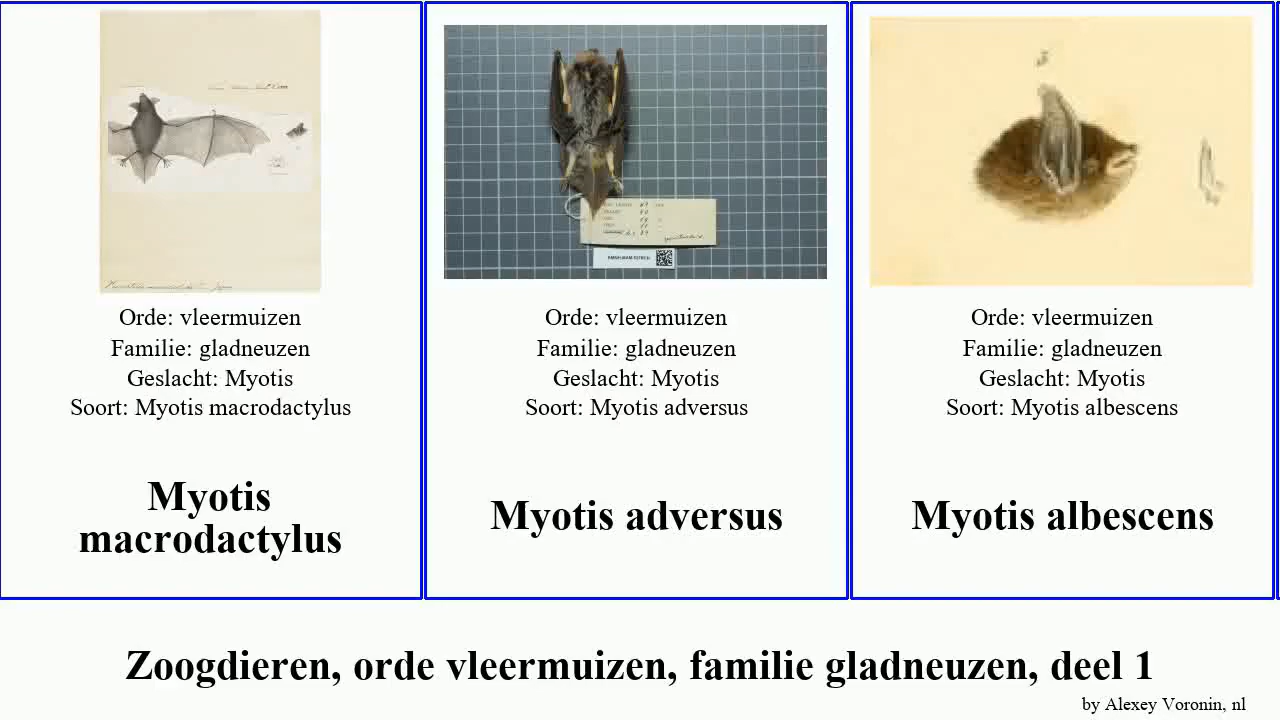 Orde: vleermuizen
Familie: gladneuzen
Geslacht: Myotis
Soort: Myotis macrodactylus
Myotis
macrodactylus
Orde: vleermuizen
Familie: gladneuzen
Geslacht: Myotis
Soort: Myotis adversus
Myotis adversus
Orde: vleermuizen
Familie: gladneuzen
Geslacht: Myotis
Soort: Myotis albescens
Myotis albescens
Zoogdieren, orde vleermuizen, familie gladneuzen, deel 1
by Alexey Voronin, nl